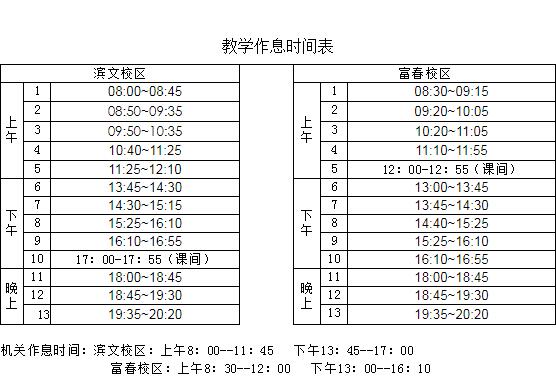 教学作息时间表
滨文校区 富春校区
上午 1 08:00~08:45 上午 1 08:30~09:15
2 08:50~09:35 2 09:20~10:05
3 09:50~10:35 3 10:20~11:05
4 10:40~11:25 4 11:10~11:55
5 11:25~12:10 5 12：00-12：55（课间）
下午 6 13:45~14:30 下午 6 13:00~13:45
7 14:30~15:15 7 13:45~14:30
8 15:25~16:10 8 14:40~15:25
9 16:10~16:55 9 15:25~16:10
10 17：00-17：55（课间） 10 16:10~16:55
晚上 11 18:00~18:45 晚上 11 18:00~18:45
12 18:45~19:30 12 18:45~19:30
13 19:35~20:20 13 19:35~20:20
机关作息时间：滨文校区：上午8：00--11：45 下午13：45--17：00
富春校区：上午8：30--12：00 下午13：00--16：10